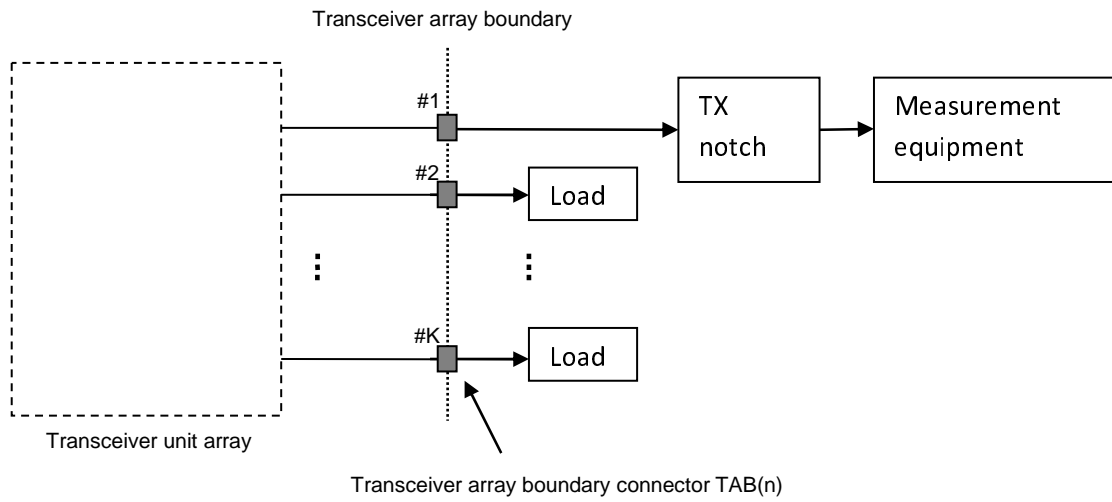 Transceiver array boundary
#1
TX
notch
Measurement
equipment
#2
Load
#K
Load
Transceiver unit array
Transceiver array boundary connector TAB(n)